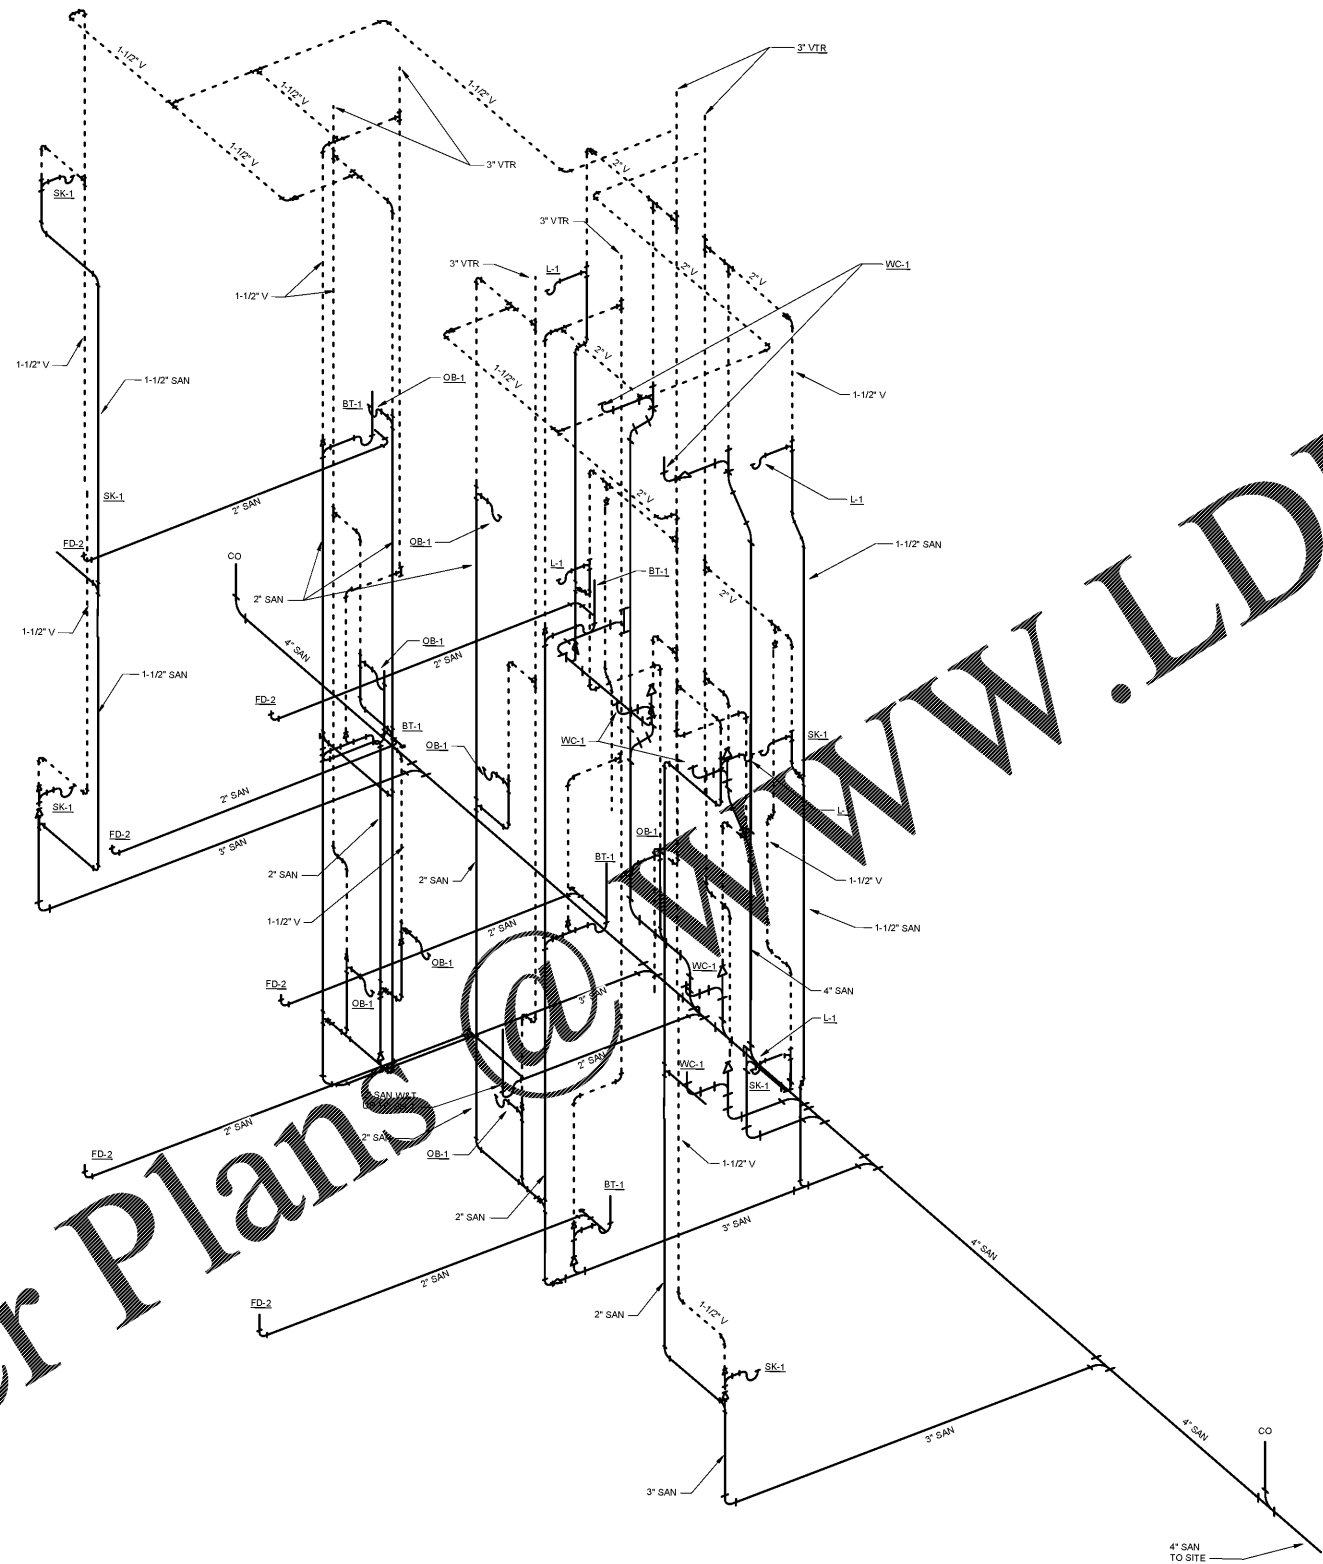 1-1/2" V
3" VTR
1-1/2" V
1-1/2" V
1-1/2" V
3" VTR
2" V
SK-1
3" VTR
3" VTR
L-1
WC-1
2" V
2" V
1-1/2" V
2" V
1-1/2" V
1-1/2" V
1-1/2" SAN
OB-1
BT-1
1-1/2" V
SK-1
2" SAN
2" V
L-1
FD-2
OB-1
1-1/2" SAN
CO
L-1
BT-1
2" SAN
2" V
1-1/2" V
4" SAN
OB-1
2" SAN
1-1/2" SAN
FD-2
BT-1
OB-1
WC-1
SK-1
2" SAN
SK-1
FD-2
3" SAN
OB-1
BT-1
2" SAN
2" SAN
1-1/2" V
1-1/2" V
2" SAN
1-1/2" SAN
OB-1
WC-1
FD-2
OB-1
3" SAN
4" SAN
L-1
2" SAN
WC-1
SK-1
2" SAN
2" SAN
FD-2
OB-1
1-1/2" V
BT-1
2" SAN
3" SAN
4" SAN
2" SAN
FD-2
2" SAN
1-1/2" V
SK-1
3" SAN
4" SAN
CO
3" SAN
4" SAN
TO SITE
er Plans @ www.LD